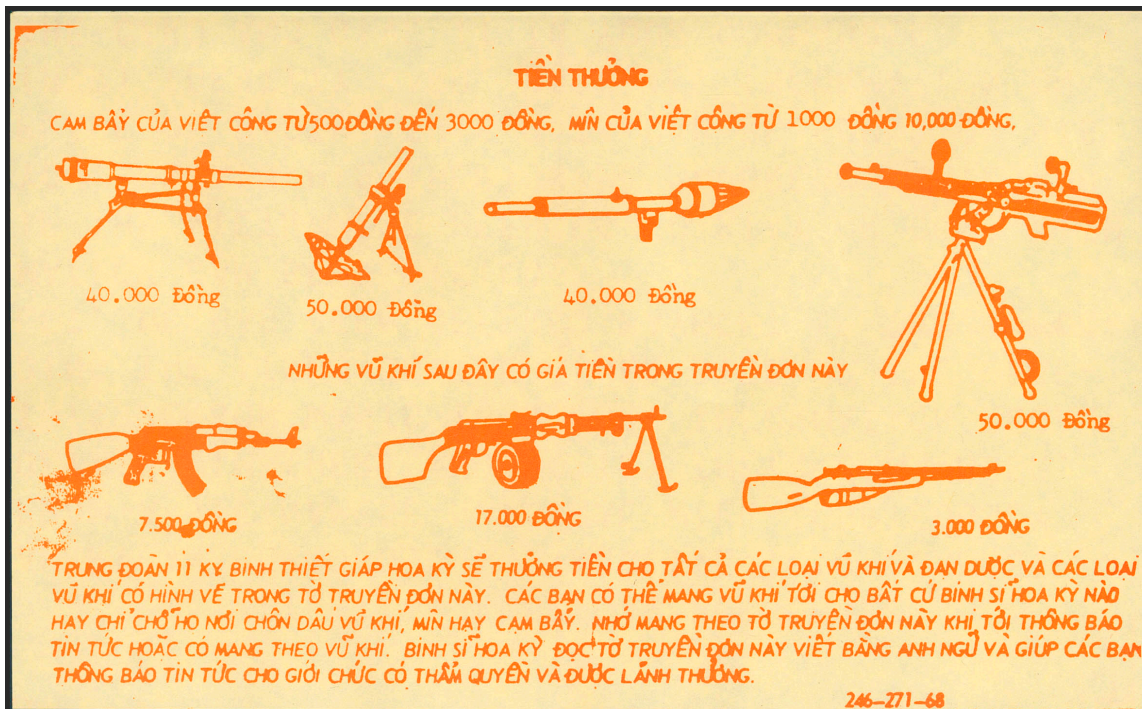 TIỀN THƯỞNG
CẠM BẨY CỦA VIỆT CỘNG TỪ 500 ĐỒNG ĐẾN 3000 ĐỒNG, MÌN CỦA VIỆT CỘNG TỪ 1000 ĐỒNG 10,000 ĐỒNG,
40.000 Đồng
50.000 Đồng
40.000 Đồng
50.000 Đồng
NHỮNG VŨ KHÍ SAU ĐÂY CÓ GIÁ TIỀN TRONG TRUYỀN ĐƠN NÀY
7.500 ĐỒNG
17.000 ĐỒNG
3.000 ĐỒNG
TRUNG ĐOÀN 11 KỴ BINH THIẾT GIÁP HOA KỲ SẼ THƯỞNG TIỀN CHO TẤT CẢ CÁC LOẠI VŨ KHÍ VÀ ĐẠN DƯỢC VÀ CÁC LOẠI
VŨ KHÍ CÓ HÌNH VẼ TRONG TỜ TRUYỀN ĐƠN NÀY. CÁC BẠN CÓ THỂ MANG VŨ KHÍ TỚI CHO BẤT CỨ BINH SĨ HOA KỲ NÀO
HAY CHỈ CHỖ HỌ NƠI CHÔN DẤU VŨ KHÍ, MÌN HAY CẠM BẨY. NHỚ MANG THEO TỜ TRUYỀN ĐƠN NÀY KHI TỚI THÔNG BÁO
TIN TỨC HOẶC CÓ MANG THEO VŨ KHÍ. BINH SĨ HOA KỲ ĐỌC TỜ TRUYỀN ĐƠN NÀY VIẾT BẰNG ANH NGỮ VÀ GIÚP CÁC BẠN
THÔNG BÁO TIN TỨC CHO GIỚI CHỨC CÓ THẨM QUYỀN VÀ ĐƯỢC LÃNH THƯỞNG.
246-271-68